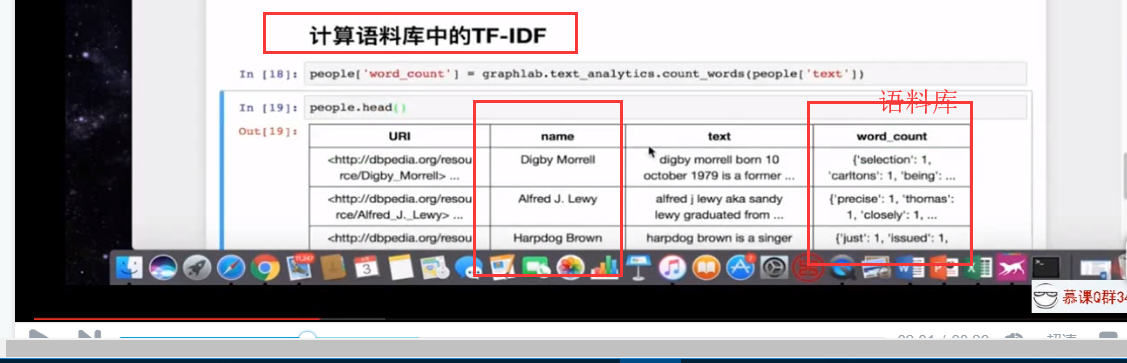 计算语料库中的TF-IDF
In [18]: people['word_count'] = graphlab.text_analytics.count_words(people['text'])
In [19]: people.head()
语料库
Out[19]:
URI name text word_count
<http://dbpedia.org/resou Digby Morrell digby morrell born 10 {'selection': 1,
rce/Digby_Morrell> ... october 1979 is a former ... 'carltons': 1, 'being': ...
<http://dbpedia.org/resou Alfred J. Lewy alfred j lewy aka sandy {'precise': 1, 'thomas':
rce/Alfred_J._Lewy> ... lewy graduated from ... 1, 'closely': 1, ...
<http://dbpedia.org/resou Harpdog Brown harpdog brown is a singer {'just': 1, 'issued': 1,
3
慕课Q群34